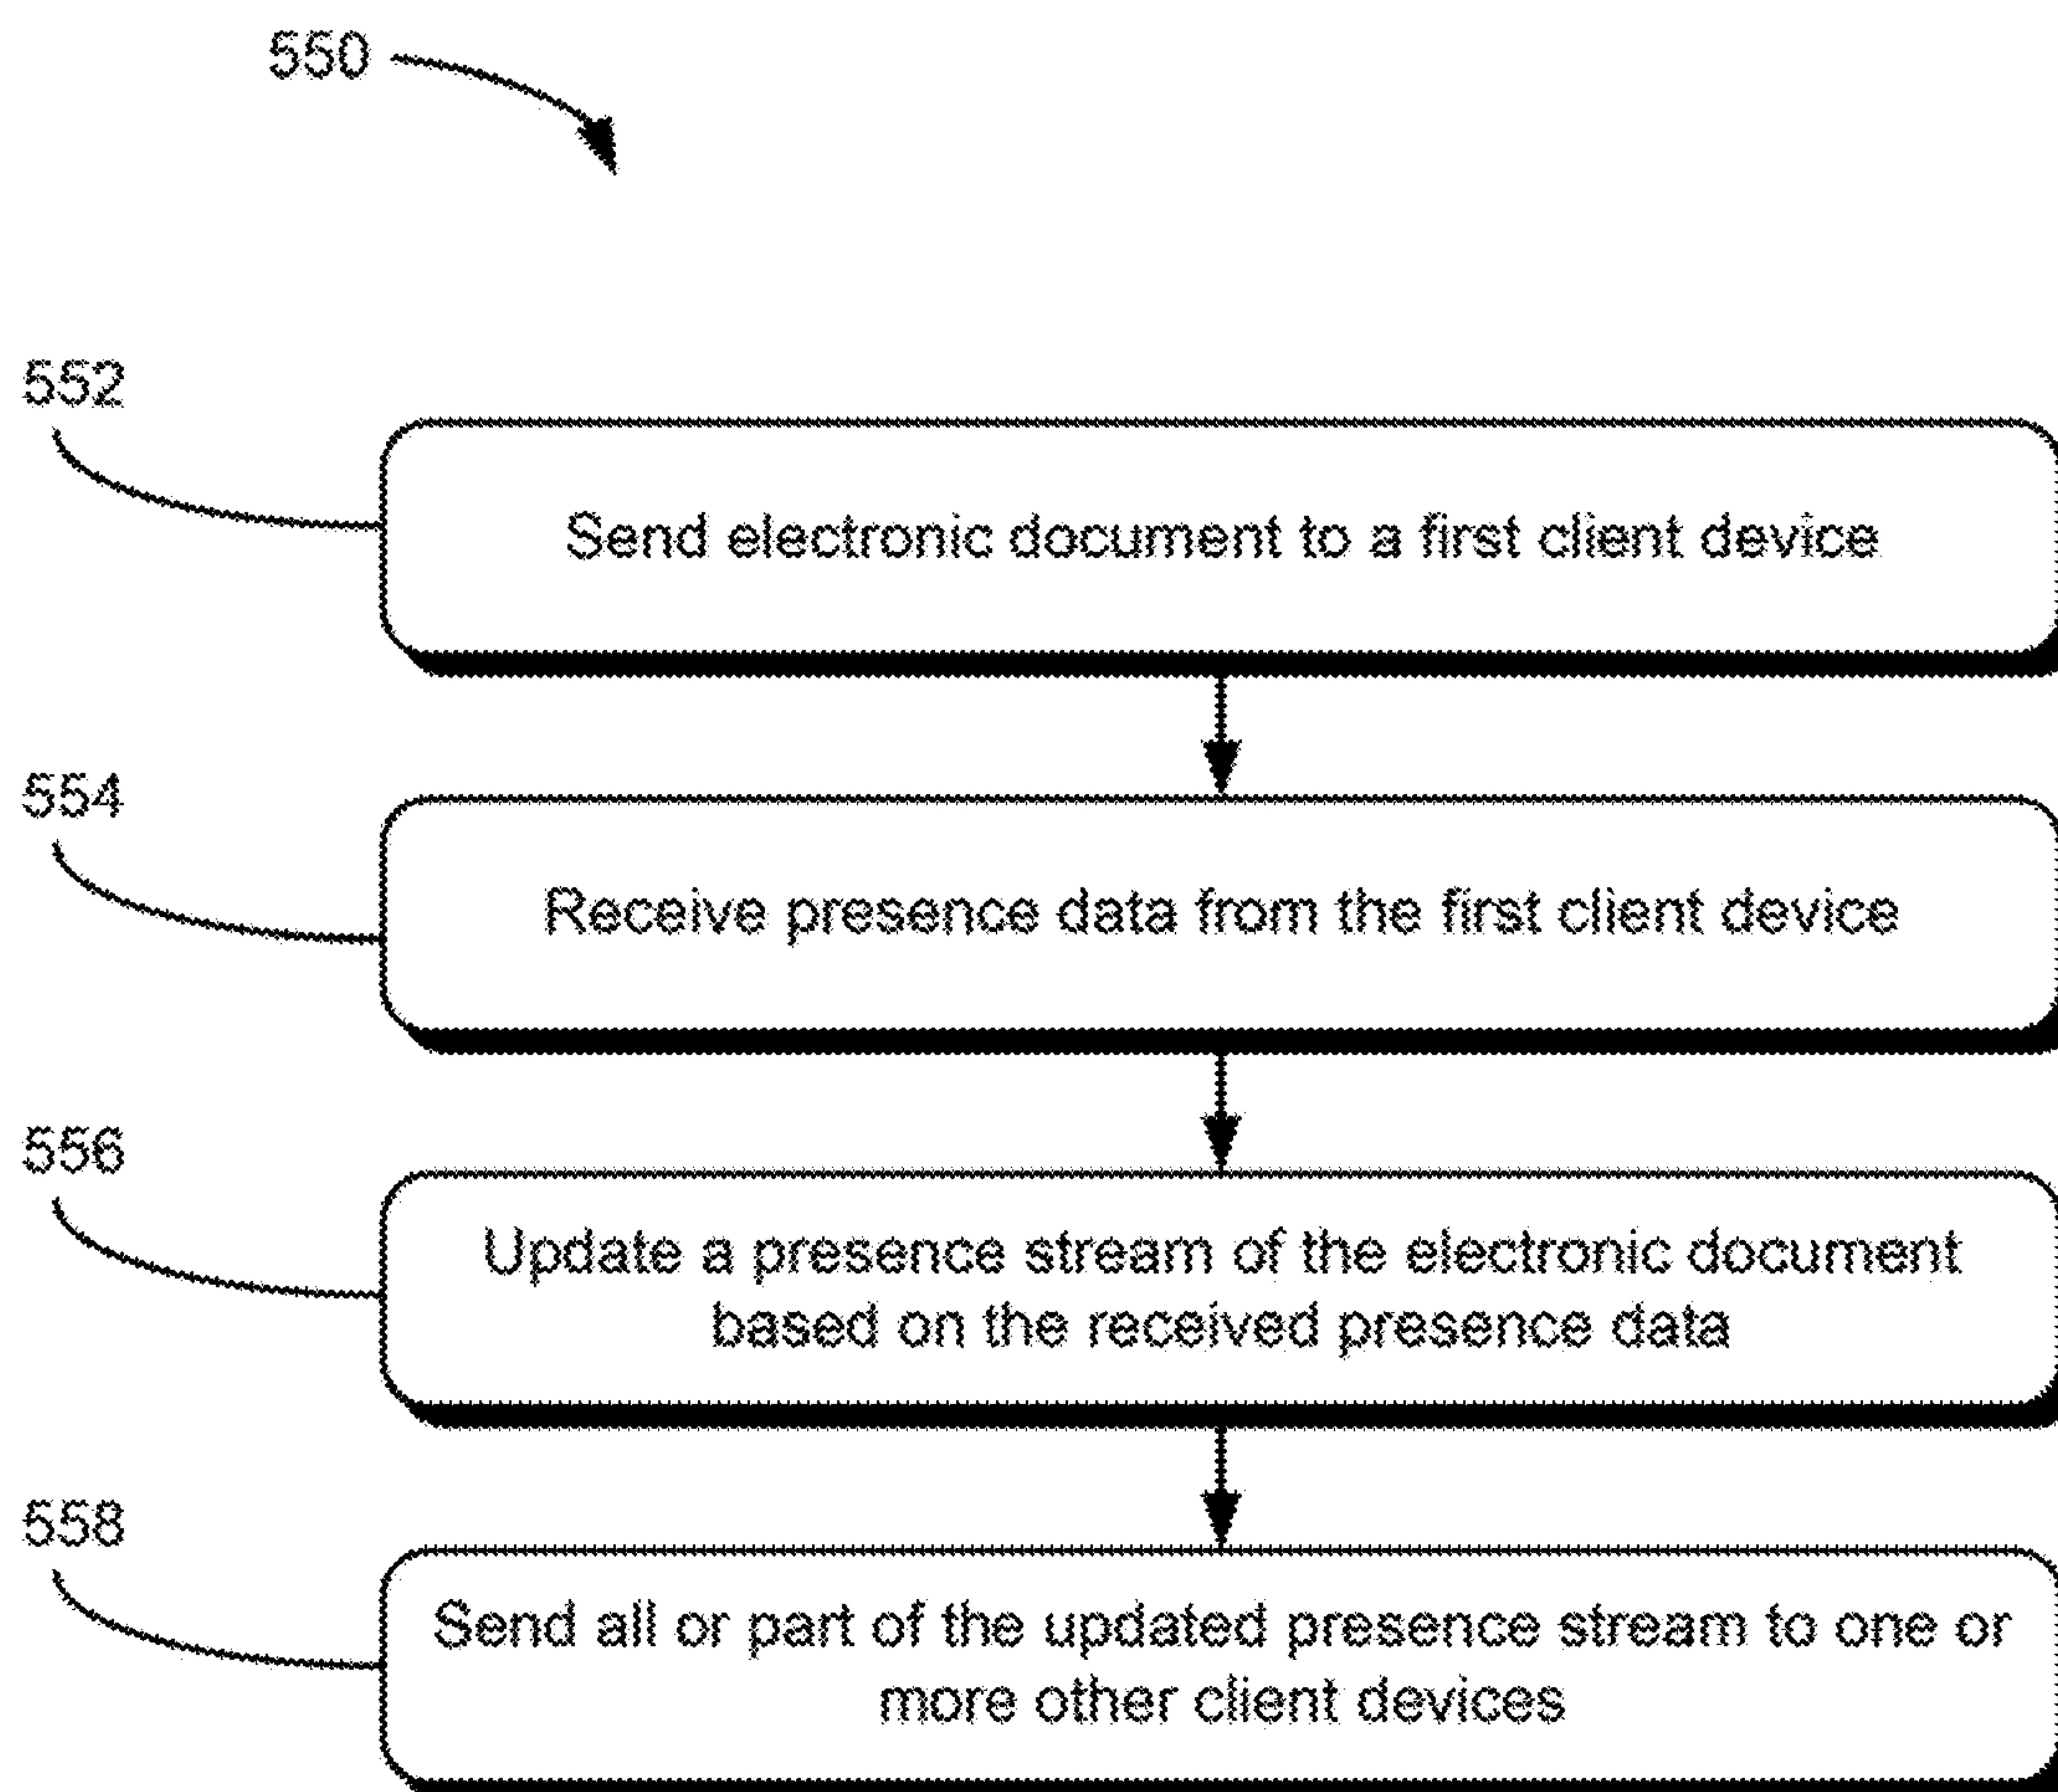 550
552
Send electronic document to a first client device
554
Receive presence data from the first client device
556
Update a presence stream of the electronic document
based on the received presence data
558
Send all or part of the updated presence stream to one or
more other client devices